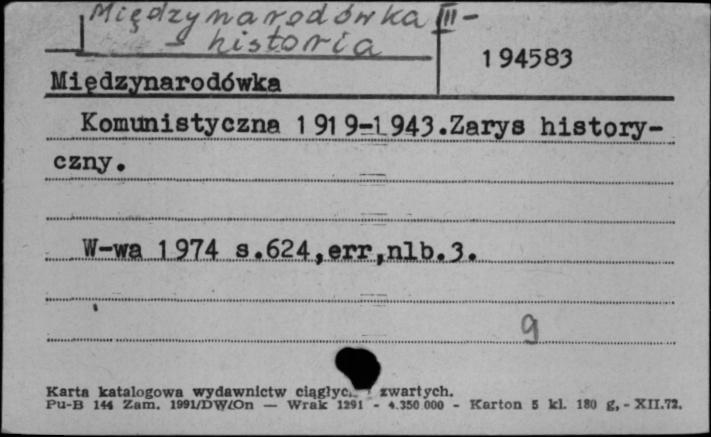 Międzynarodówka III-
- historia
194583
Międzynarodówka
Komunistyczna 1919-1943.Zarys history-
czny.
W-wa 1974 s.624,err,nlb.3.
9
Karta katalogowa wydawnictw zwartych.
Pu-B 144 Zam. 1991/DW/On — Wrak 1291 - 4.350 000 - Karton 5 kl. 180 g, - XII.72.